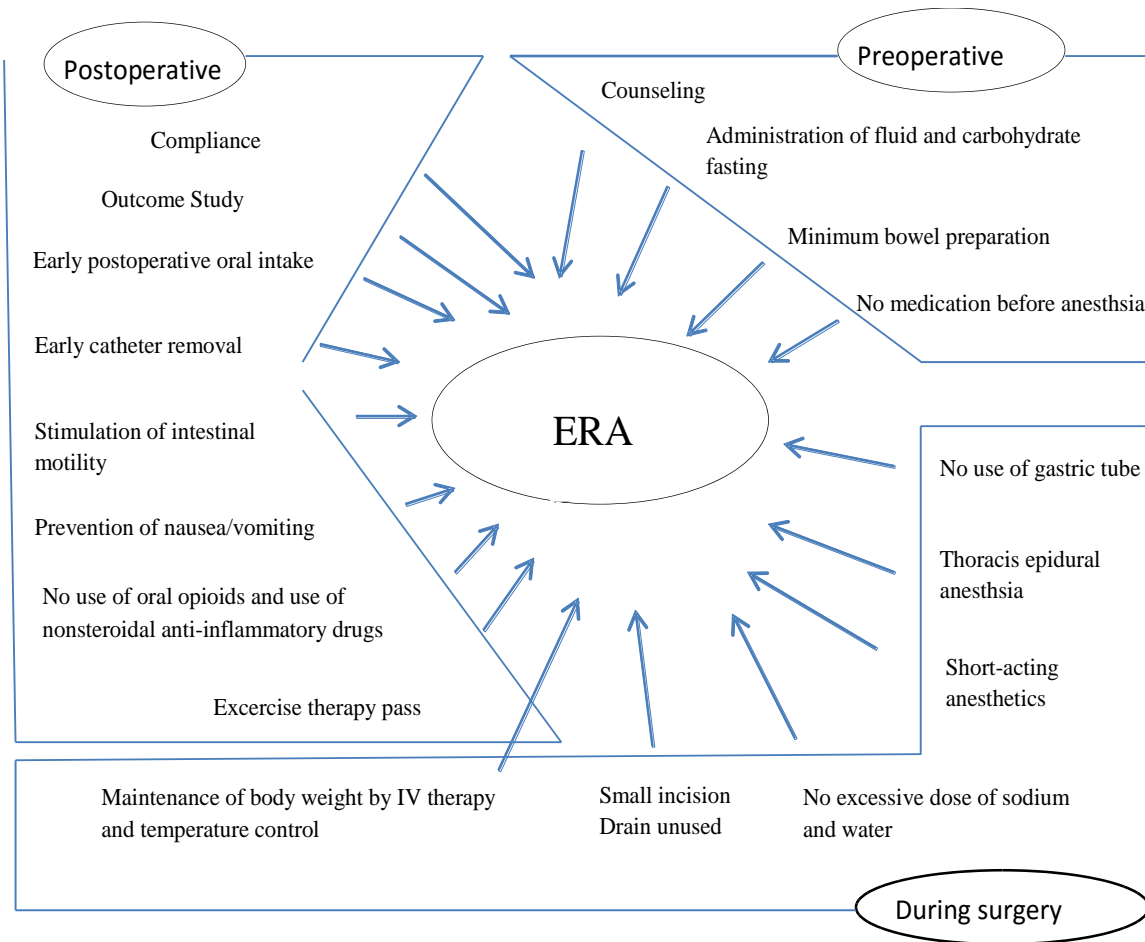 Postoperative
Compliance
Outcome Study
Early postoperative oral intake
Early catheter removal
Stimulation of intestinal
motility
Prevention of nausea/vomiting
No use of oral opioids and use of
nonsteroidal anti-inflammatory drugs
Excercise therapy pass
Preoperative
Counseling
Administration of fluid and carbohydrate
fasting
Minimum bowel preparation
No medication before anesthsia
ERA
No use of gastric tube
Thoracis epidural
anesthsia
Short-acting
anesthetics
Maintenance of body weight by IV therapy
and temperature control
Small incision
Drain unused
No excessive dose of sodium
and water
During surgery